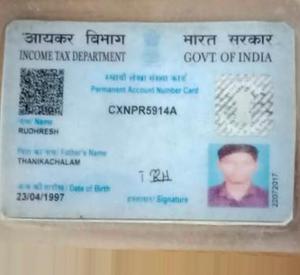 आयकर विभाग भारत सरकार
INCOME TAX DEPARTMENT GOVT. OF INDIA
स्थायी लेखा संख्या कार्ड
Permanent Account Number Card
CXNPR5914A
नाम/ Name
RUDHRESH
पिता का नाम/ Father's Name
THANIKACHALAM
जन्म की तारीख/ Date of Birth
23/04/1997
हस्ताक्षर/ Signature
22072017